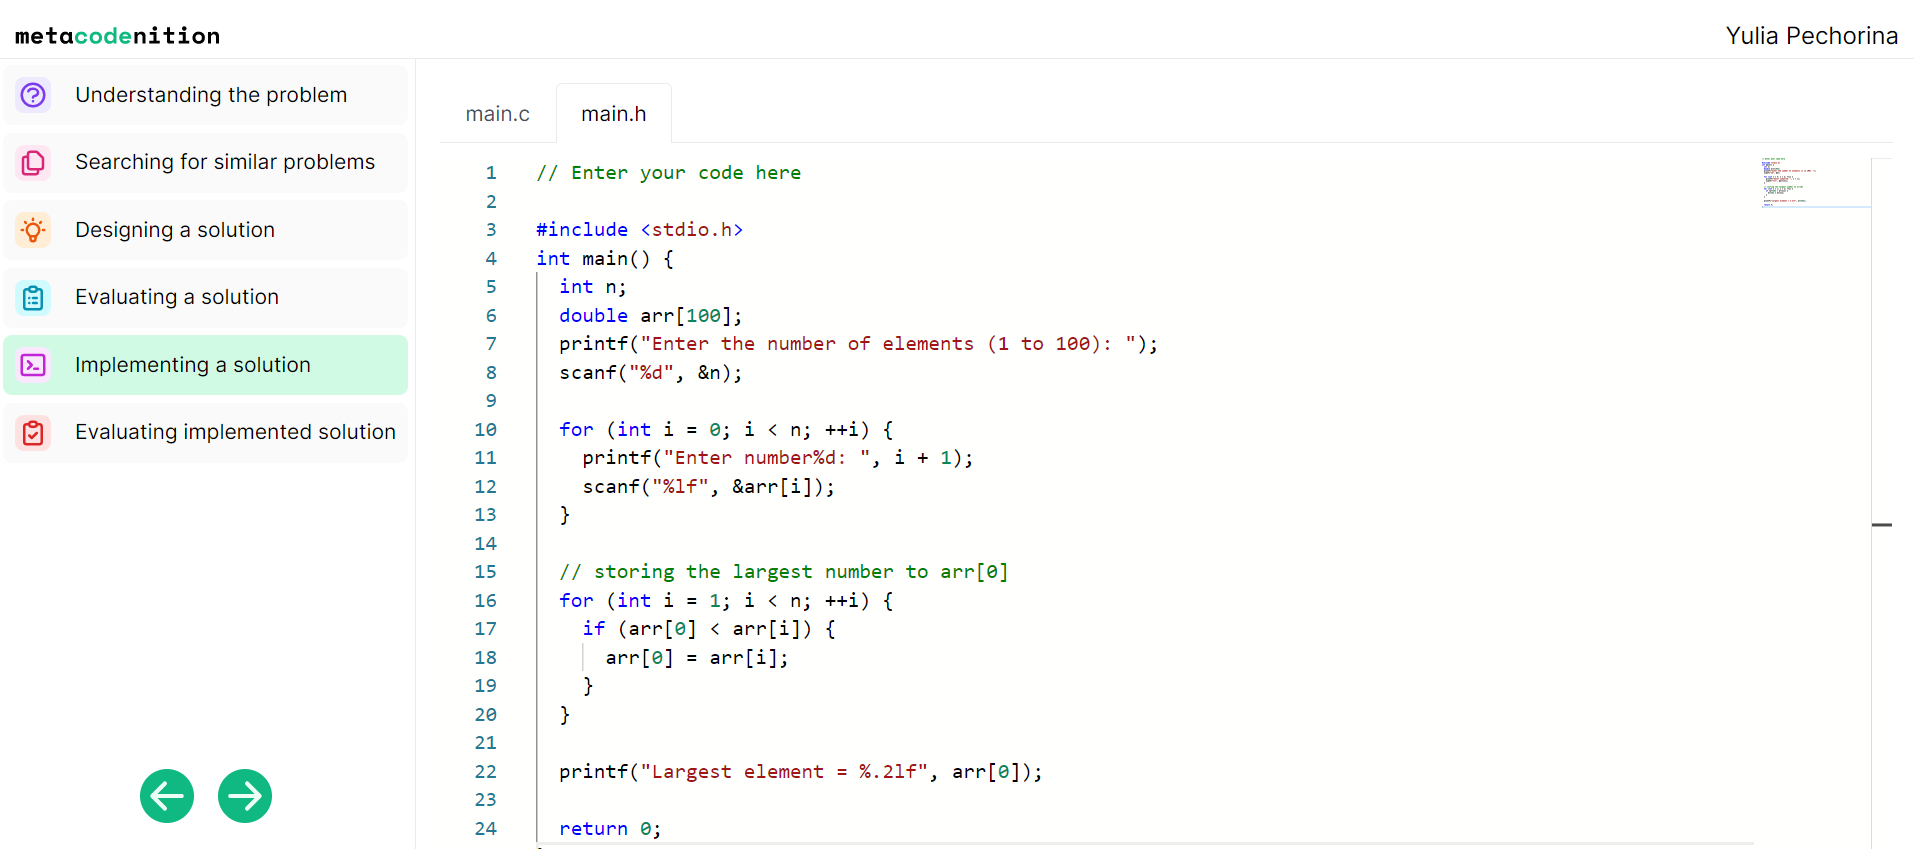 metacodenition
Yulia Pechorina
Understanding the problem
Searching for similar problems
Designing a solution
Evaluating a solution
Implementing a solution
Evaluating implemented solution
main.c
main.h
1 // Enter your code here
2
3 #include <stdio.h>
4 int main() {
5 int n;
6 double arr[100];
7 printf("Enter the number of elements (1 to 100): ");
8 scanf("%d", &n);
9
10 for (int i = 0; i < n; ++i) {
11 printf("Enter number%d: ", i + 1);
12 scanf("%lf", &arr[i]);
13 }
14
15 // storing the largest number to arr[0]
16 for (int i = 1; i < n; ++i) {
17 if (arr[0] < arr[i]) {
18 arr[0] = arr[i];
19 }
20 }
21
22 printf("Largest element = %.2lf", arr[0]);
23
24 return 0;